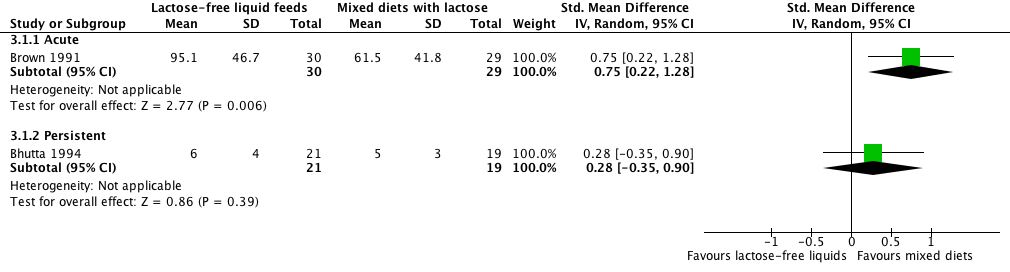 Lactose-free liquid feeds Mixed diets with lactose Std. Mean Difference Std. Mean Difference
Study or Subgroup Mean SD Total Mean SD Total Weight IV, Random, 95% CI IV, Random, 95% CI
3.1.1 Acute
Brown 1991 95.1 46.7 30 61.5 41.8 29 100.0% 0.75 [0.22, 1.28]
Subtotal (95% CI) 30 29 100.0% 0.75 [0.22, 1.28]
Heterogeneity: Not applicable
Test for overall effect: Z = 2.77 (P = 0.006)
3.1.2 Persistent
Bhutta 1994 6 4 21 5 3 19 100.0% 0.28 [-0.35, 0.90]
Subtotal (95% CI) 21 19 100.0% 0.28 [-0.35, 0.90]
Heterogeneity: Not applicable
Test for overall effect: Z = 0.86 (P = 0.39)
-1 -0.5 0 0.5 1
Favours lactose-free liquids Favours mixed diets